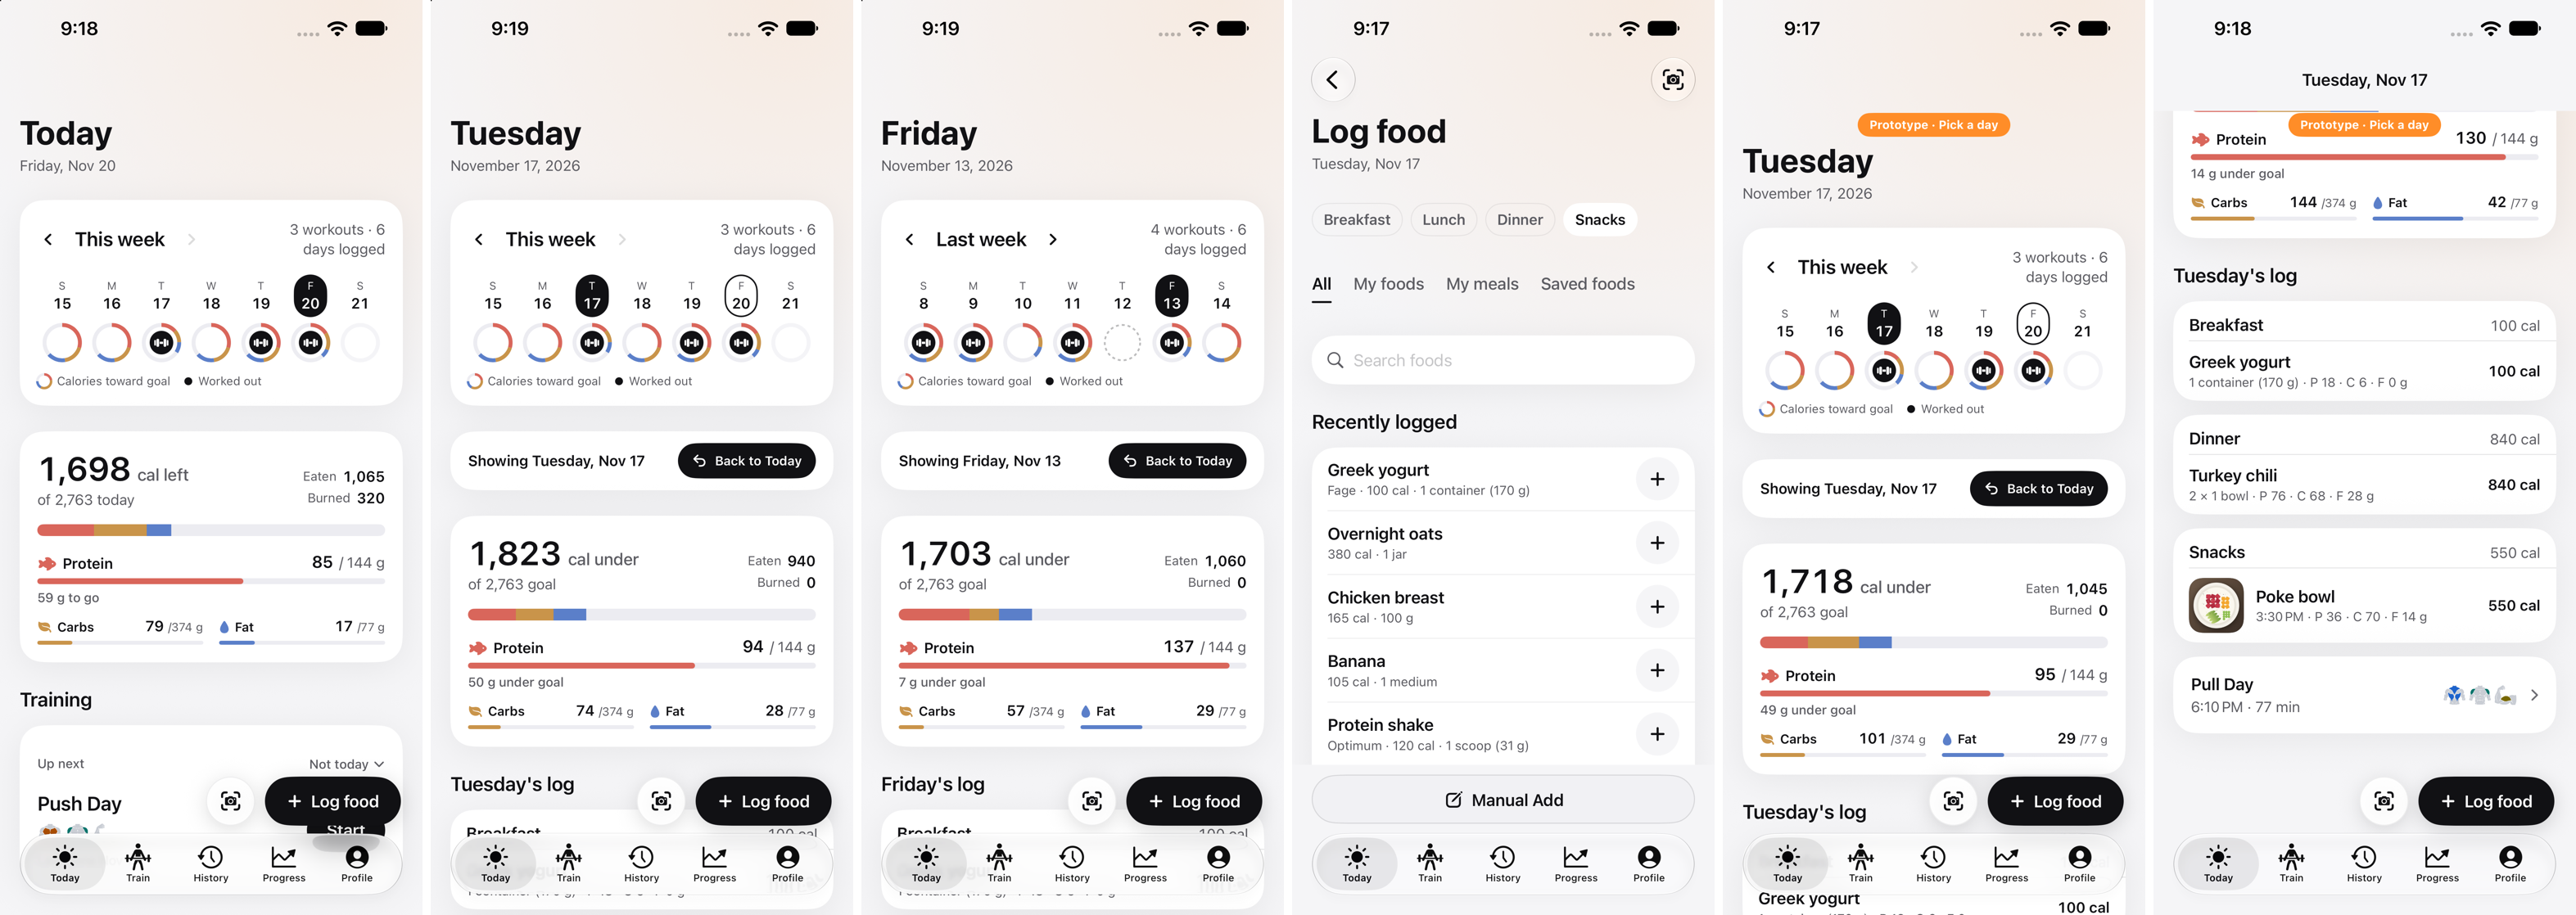 9:18
Today
Friday, Nov 20
This week
3 workouts · 6
days logged
S M T W T F S
15 16 17 18 19 20 21
Calories toward goal
Worked out
1,698 cal left
of 2,763 today
Eaten 1,065
Burned 320
Protein
85 / 144 g
59 g to go
Carbs
79 /374 g
Fat
17 /77 g
Training
Up next
Not today
Push Day
+ Log food
Start
Today
Train
History
Progress
Profile
9:19
Tuesday
November 17, 2026
This week
3 workouts · 6
days logged
S M T W T F S
15 16 17 18 19 20 21
Calories toward goal
Worked out
Showing Tuesday, Nov 17
Back to Today
1,823 cal under
of 2,763 goal
Eaten 940
Burned 0
Protein
94 / 144 g
50 g under goal
Carbs
74 /374 g
Fat
28 /77 g
Tuesday's log
+ Log food
Breakfast
100 cal
Today
Train
History
Progress
Profile
9:19
Friday
November 13, 2026
Last week
4 workouts · 6
days logged
S M T W T F S
8 9 10 11 12 13 14
Calories toward goal
Worked out
Showing Friday, Nov 13
Back to Today
1,703 cal under
of 2,763 goal
Eaten 1,060
Burned 0
Protein
137 / 144 g
7 g under goal
Carbs
57 /374 g
Fat
29 /77 g
Friday's log
+ Log food
Breakfast
100 cal
Today
Train
History
Progress
Profile
9:17
Log food
Tuesday, Nov 17
Breakfast
Lunch
Dinner
Snacks
All
My foods
My meals
Saved foods
Search foods
Recently logged
Greek yogurt
Fage · 100 cal · 1 container (170 g)
Overnight oats
380 cal · 1 jar
Chicken breast
165 cal · 100 g
Banana
105 cal · 1 medium
Protein shake
Optimum · 120 cal · 1 scoop (31 g)
Manual Add
Today
Train
History
Progress
Profile
9:17
Prototype · Pick a day
Tuesday
November 17, 2026
This week
3 workouts · 6
days logged
S M T W T F S
15 16 17 18 19 20 21
Calories toward goal
Worked out
Showing Tuesday, Nov 17
Back to Today
1,718 cal under
of 2,763 goal
Eaten 1,045
Burned 0
Protein
95 / 144 g
49 g under goal
Carbs
101 /374 g
Fat
29 /77 g
Tuesday's log
+ Log food
Today
Train
History
Progress
Profile
Greek yogurt
100 cal
9:18
Tuesday, Nov 17
Prototype · Pick a day
Protein
130 / 144 g
14 g under goal
Carbs
144 /374 g
Fat
42 /77 g
Tuesday's log
Breakfast
100 cal
Greek yogurt
1 container (170 g) · P 18 · C 6 · F 0 g
100 cal
Dinner
840 cal
Turkey chili
2 × 1 bowl · P 76 · C 68 · F 28 g
840 cal
Snacks
550 cal
Poke bowl
3:30 PM · P 36 · C 70 · F 14 g
550 cal
Pull Day
6:10 PM · 77 min
+ Log food
Today
Train
History
Progress
Profile